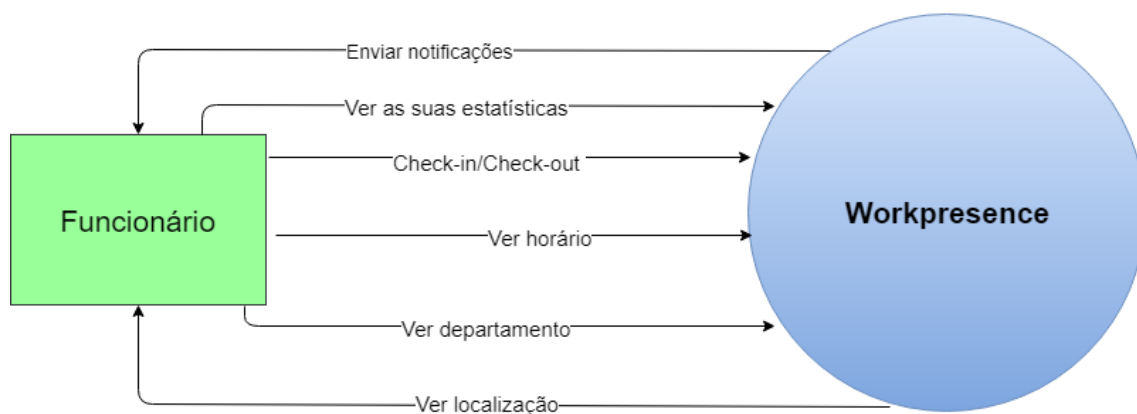 Enviar notificações
Ver as suas estatísticas
Check-in/Check-out
Funcionário
Workpresence
Ver horário
Ver departamento
Ver localização